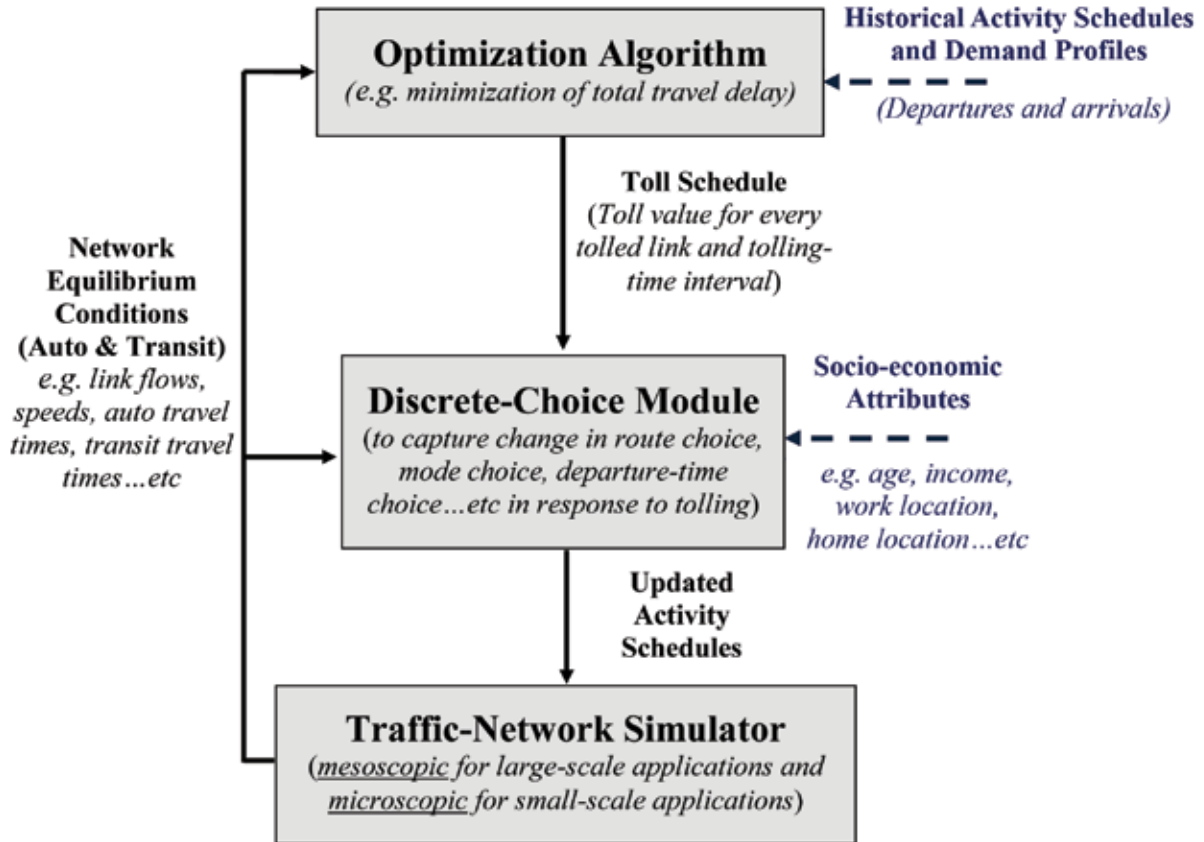 Optimization Algorithm
(e.g. minimization of total travel delay)
Historical Activity Schedules
and Demand Profiles
(Departures and arrivals)
Toll Schedule
(Toll value for every
tolled link and tolling-
time interval)
Network
Equilibrium
Conditions
(Auto & Transit)
e.g. link flows,
speeds, auto travel
times, transit travel
times...etc
Discrete-Choice Module
(to capture change in route choice,
mode choice, departure-time
choice...etc in response to tolling)
Socio-economic
Attributes
e.g. age, income,
work location,
home location...etc
Updated
Activity
Schedules
Traffic-Network Simulator
(mesoscopic for large-scale applications and
microscopic for small-scale applications)